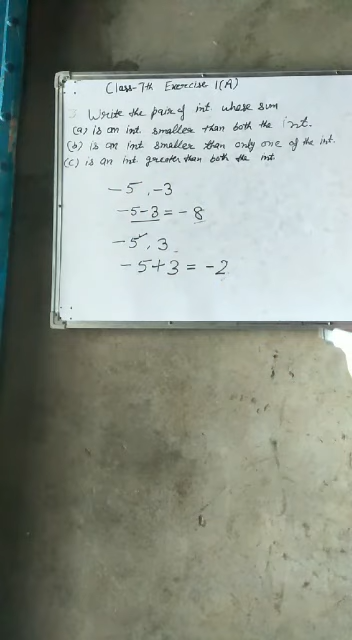 Class-7th Exercise 1(A)
3. Write the pair of int. whose sum
(a) is an int. smaller than both the int.
(b) is an int smaller than only one of the int.
(c) is an int. greater than both the int
-5, -3
-5-3 = -8
-5, 3
-5+3 = -2